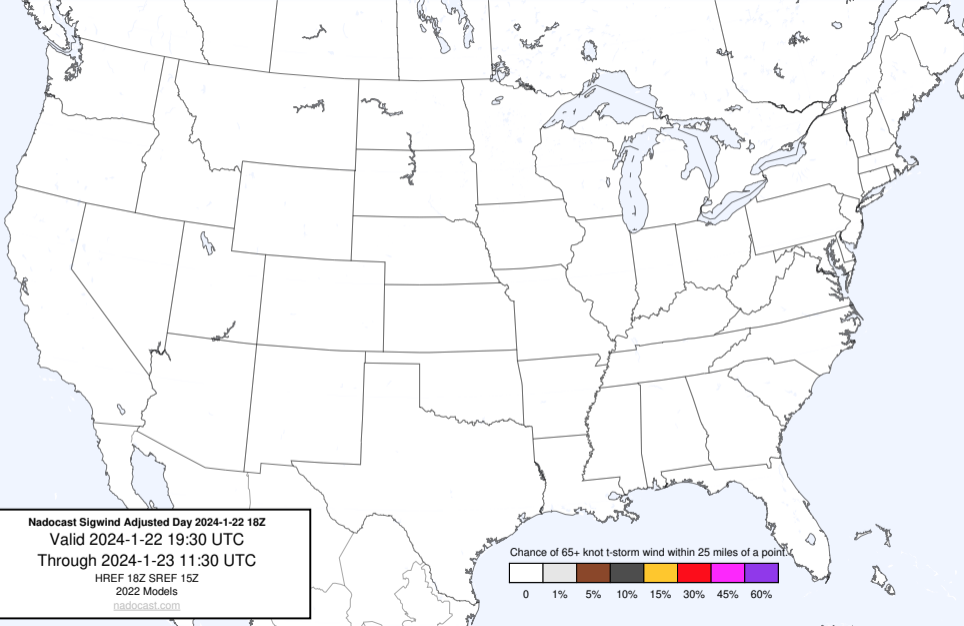 Nadocast Sigwind Adjusted Day 2024-1-22 18Z
Valid 2024-1-22 19:30 UTC
Through 2024-1-23 11:30 UTC
HREF 18Z SREF 15Z
2022 Models
nadocast.com
Chance of 65+ knot t-storm wind within 25 miles of a point.
0 1% 5% 10% 15% 30% 45% 60%